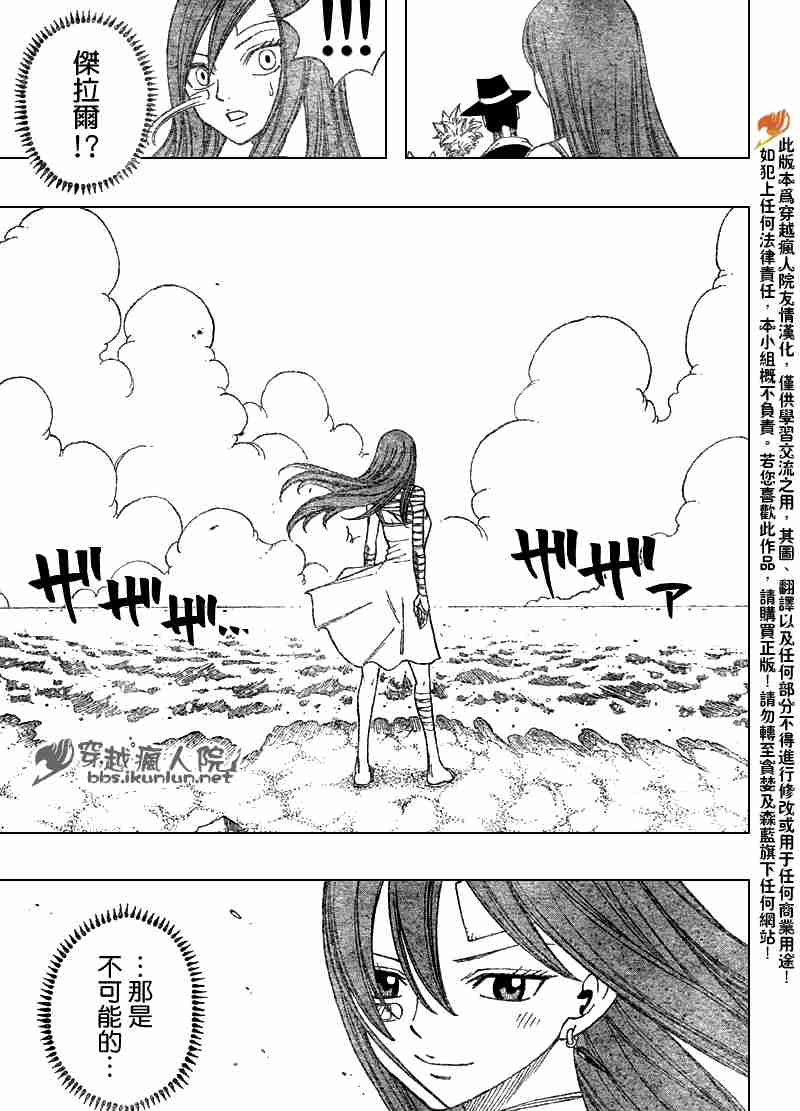 !!!
傑拉爾!?
ザザァ
ザザザ…
穿越瘋人院
bbs.ikunlun.net
…那是
不可能的…
此版本爲穿越瘋人院友情漢化，僅供學習交流之用，其圖、翻譯以及任何部分不得進行修改或用于任何商業用途！
如犯上任何法律責任，本小組概不負責。若您喜歡此作品，請購買正版！請勿轉至貪婪及森藍旗下任何網站！